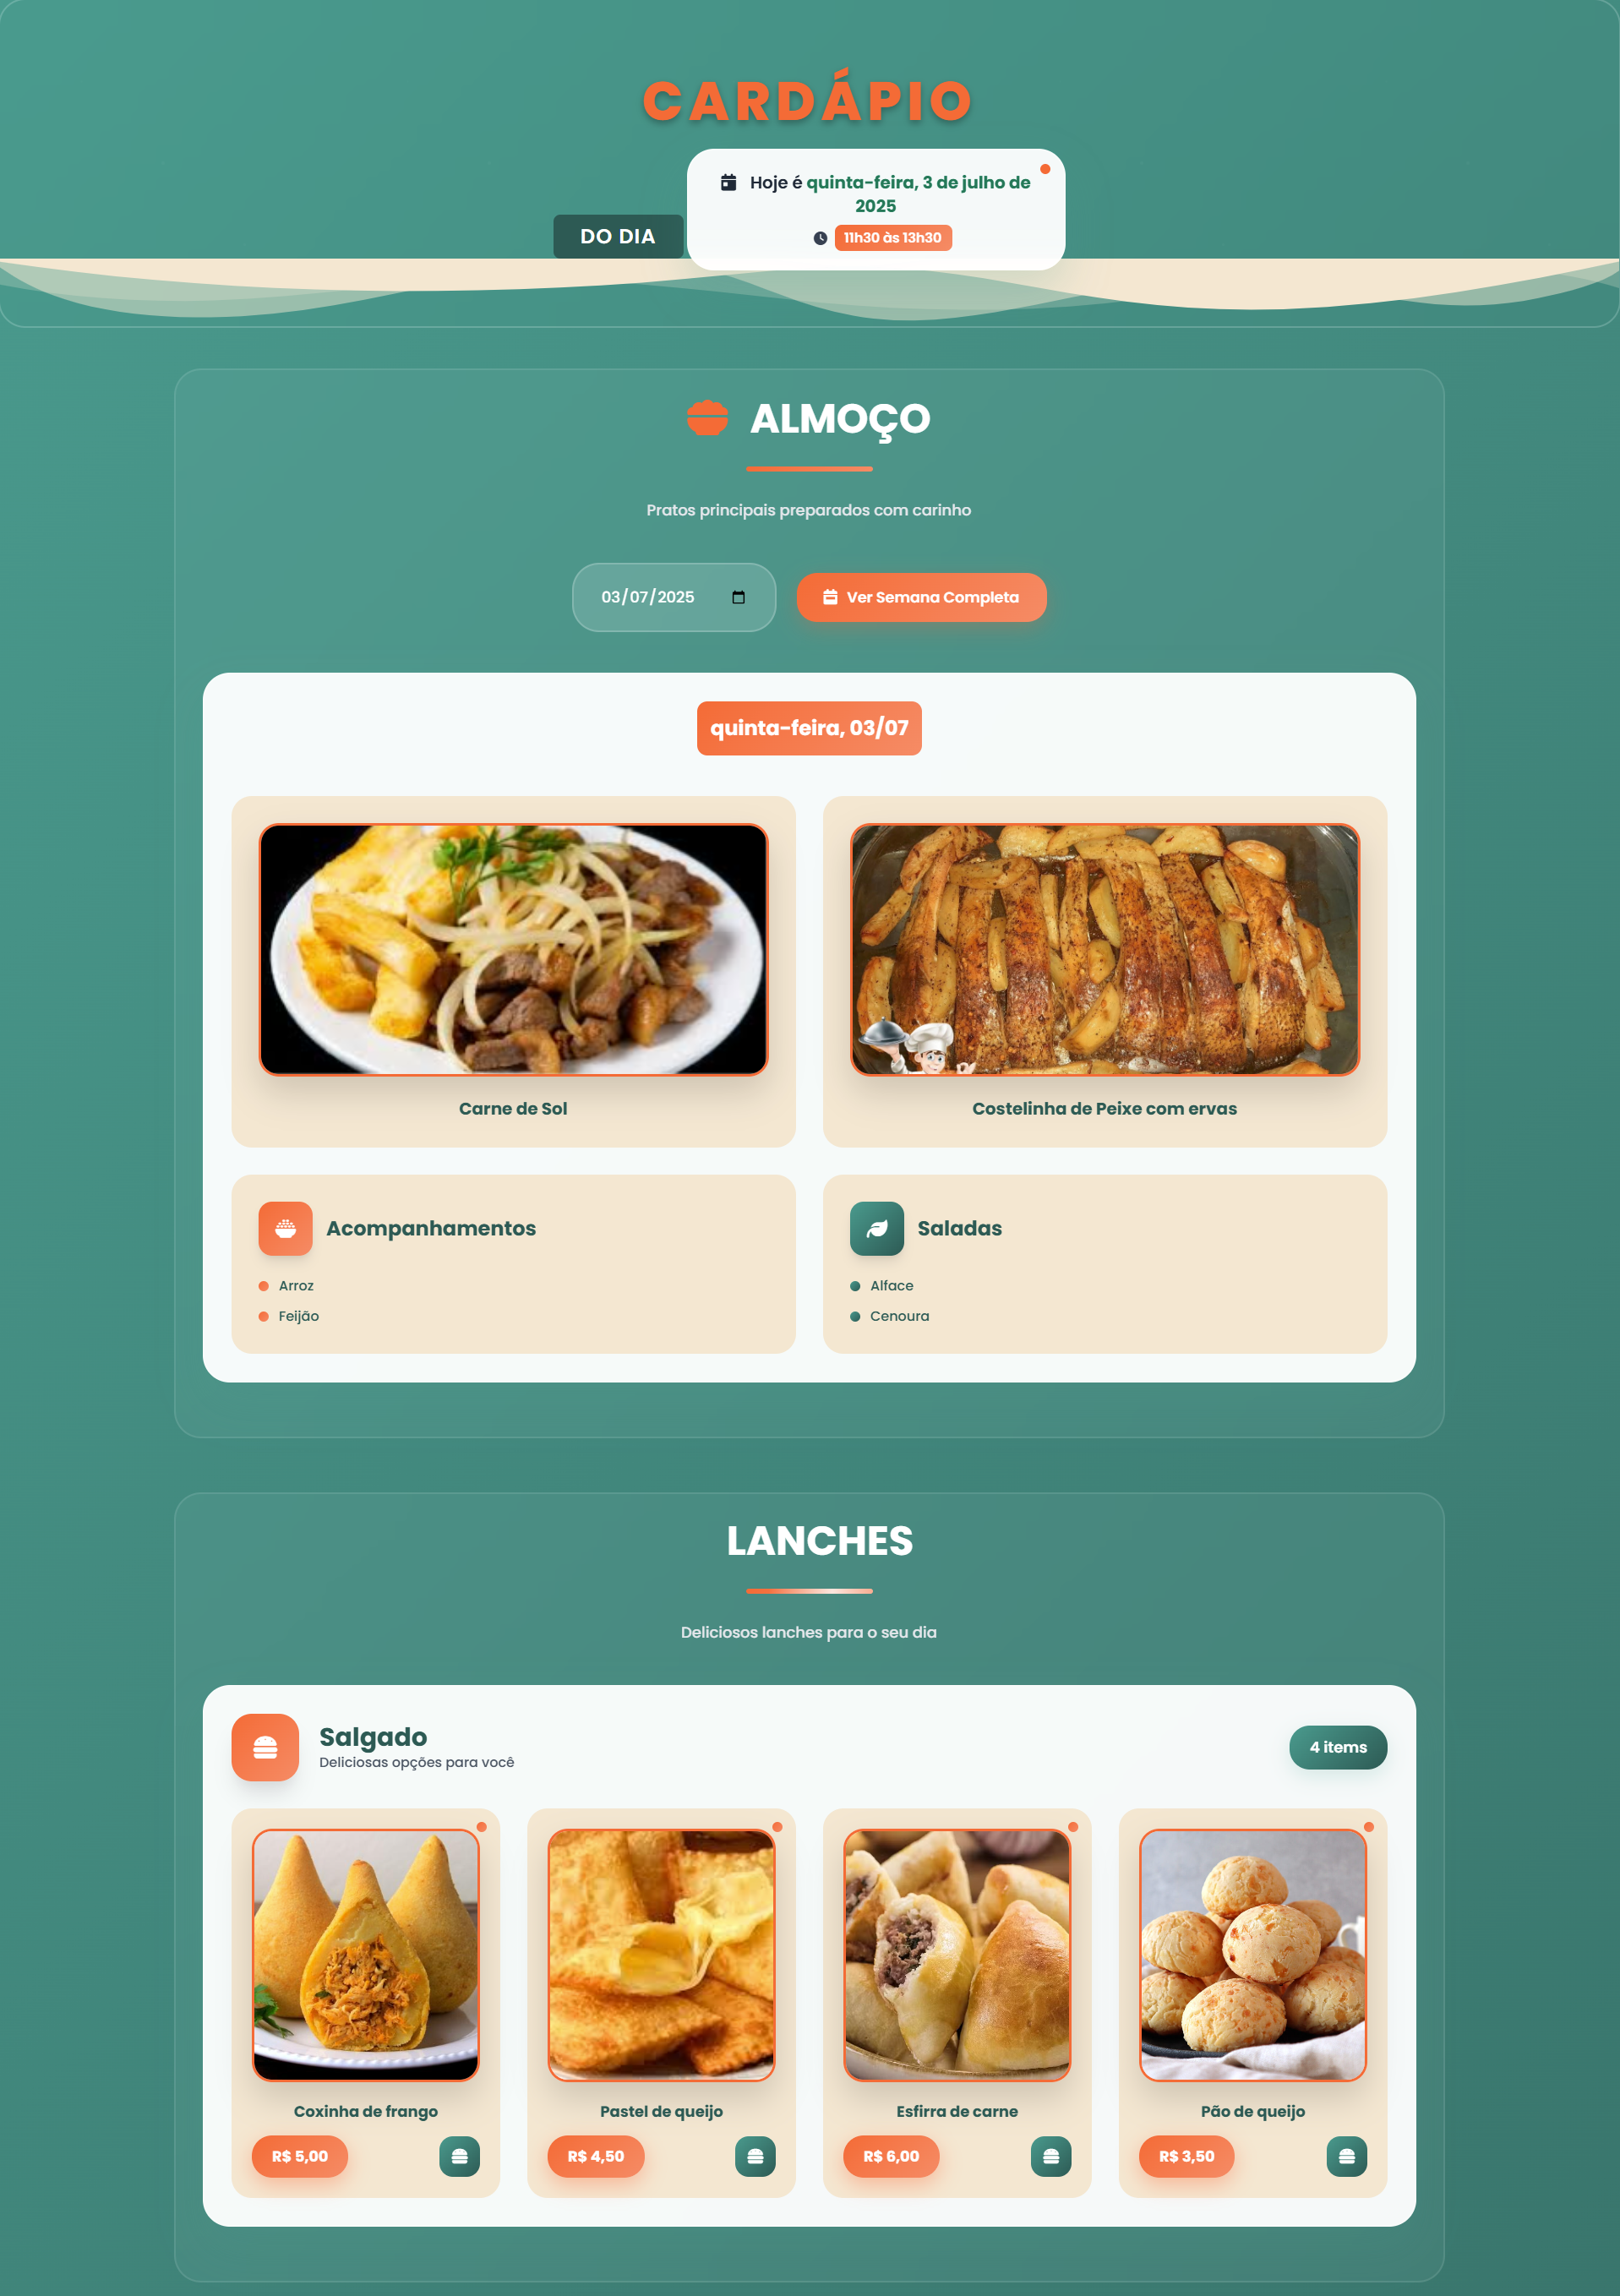 CARDÁPIO
DO DIA
Hoje é quinta-feira, 3 de julho de
2025
11h30 às 13h30
ALMOÇO
Pratos principais preparados com carinho
03/07/2025
Ver Semana Completa
quinta-feira, 03/07
Carne de Sol
Costelinha de Peixe com ervas
Acompanhamentos
Arroz
Feijão
Saladas
Alface
Cenoura
LANCHES
Deliciosos lanches para o seu dia
Salgado
Deliciosas opções para você
4 items
Coxinha de frango
R$ 5,00
Pastel de queijo
R$ 4,50
Esfirra de carne
R$ 6,00
Pão de queijo
R$ 3,50